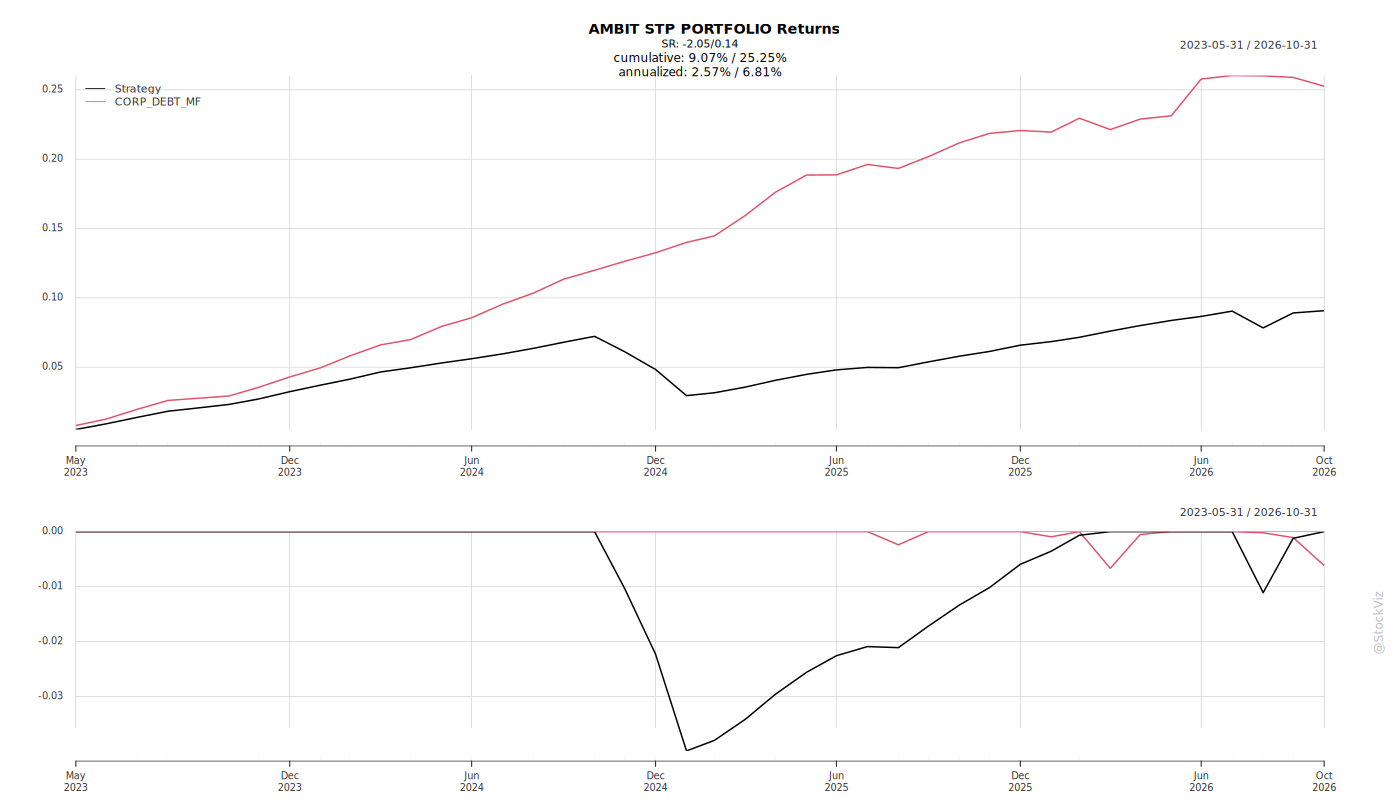 AMBIT STP PORTFOLIO Returns
SR: -2.05/0.14
cumulative: 9.07% / 25.25%
annualized: 2.57% / 6.81%
2023-05-31 / 2026-10-31
Strategy
CORP_DEBT_MF
0.25
0.20
0.15
0.10
0.05
May Dec Jun Dec Jun Dec Jun Oct
2023 2023 2024 2024 2025 2025 2026 2026
2023-05-31 / 2026-10-31
0.00
-0.01
-0.02
-0.03
May Dec Jun Dec Jun Dec Jun Oct
2023 2023 2024 2024 2025 2025 2026 2026
@StockViz